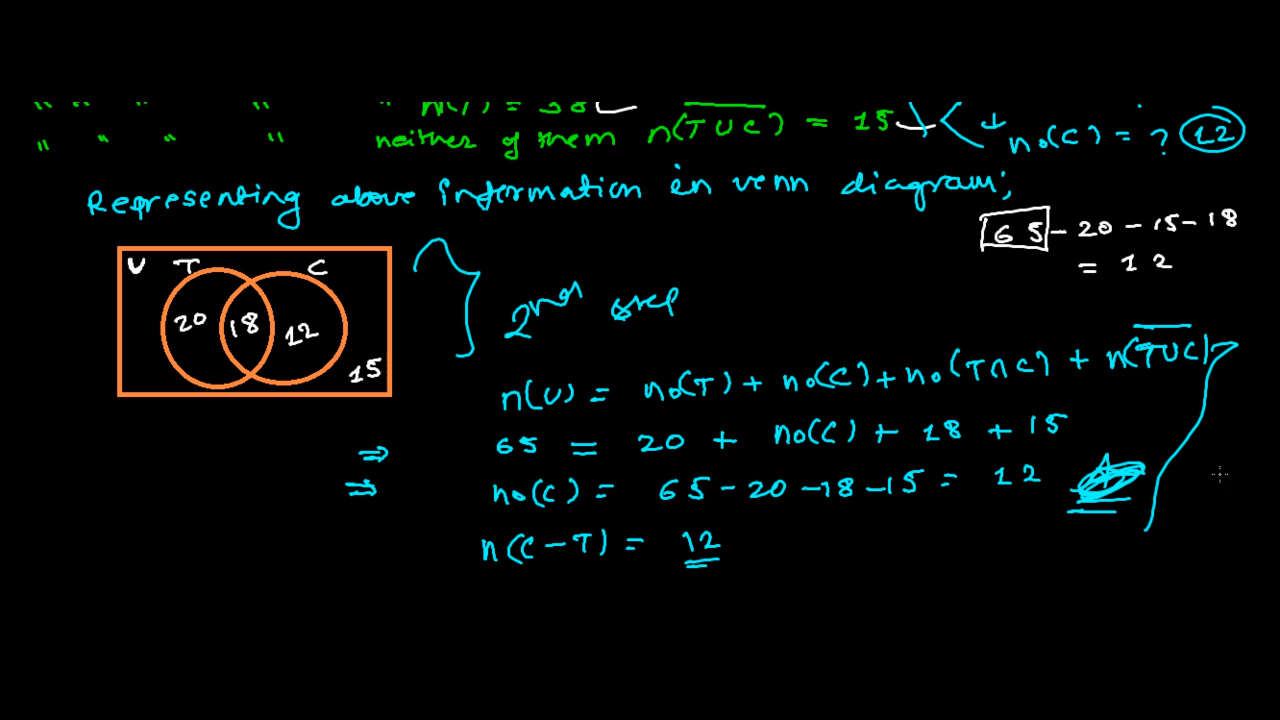 " " " " " n(T) = 38
" " " " neither of them n(T∪C) = 15 ↓ no(C) = ? 12
Representing above information in venn diagram;
65 - 20 - 15 - 18
= 12
U T C
20 18 12
15
2nd step
n(U) = no(T) + no(C) + no(T∩C) + n(T∪C)
⇒ 65 = 20 + no(C) + 18 + 15
⇒ no(C) = 65 - 20 - 18 - 15 = 12
n(C - T) = 12